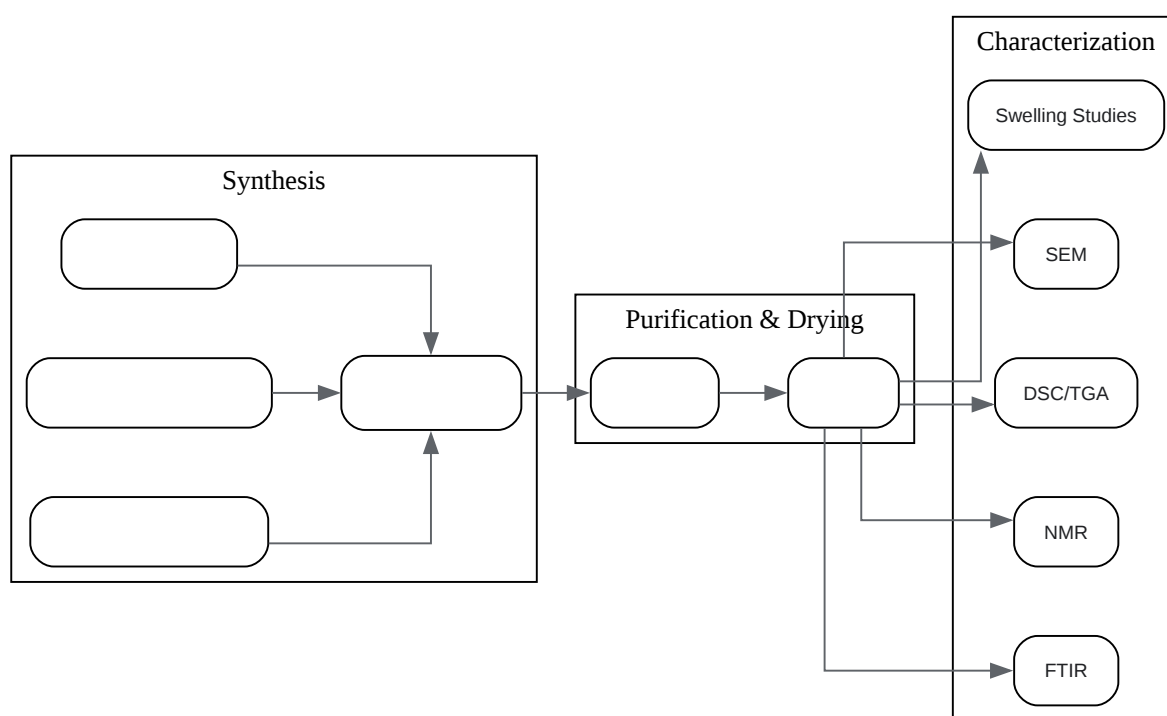 Synthesis
Purification & Drying
Characterization
Swelling Studies
SEM
DSC/TGA
NMR
FTIR